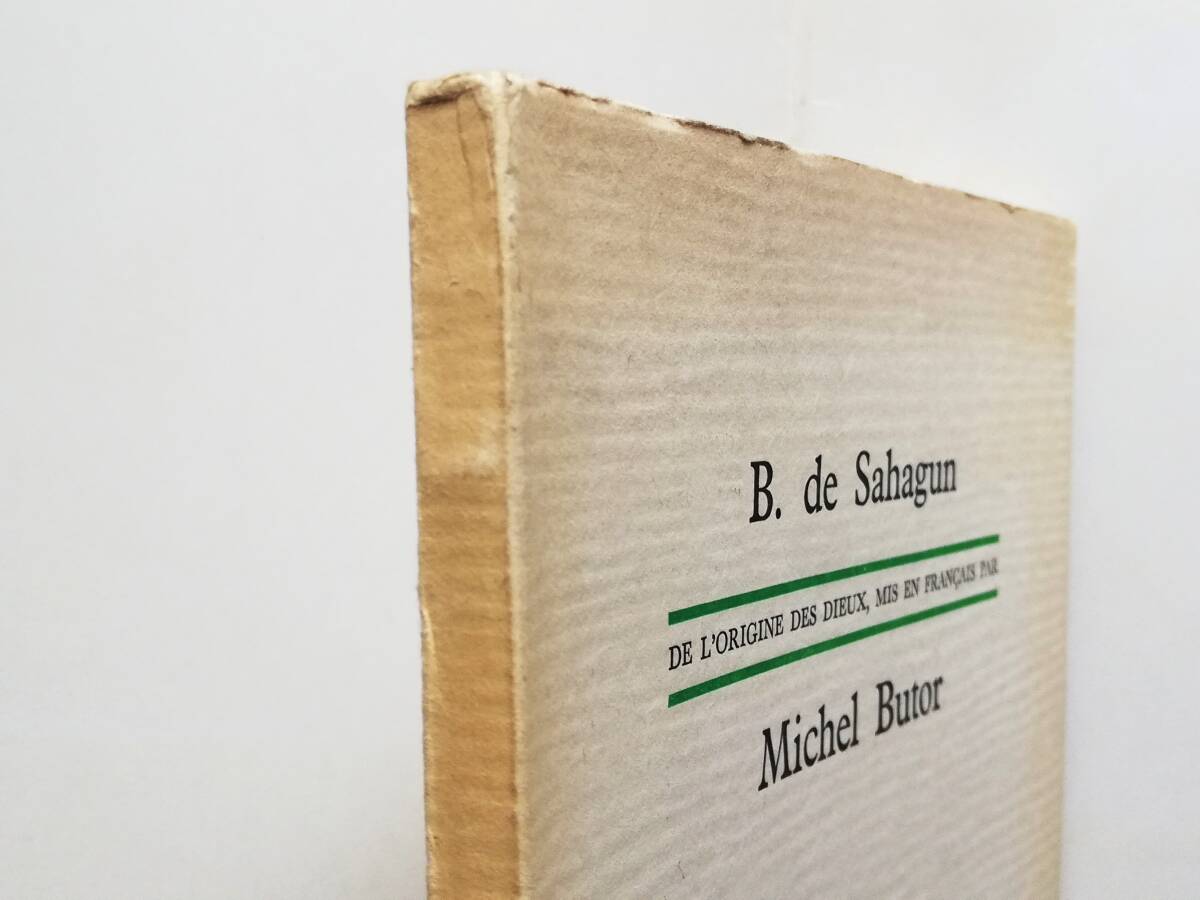 B. de Sahagun
DE L'ORIGINE DES DIEUX, MIS EN FRANÇAIS PAR
Michel Butor